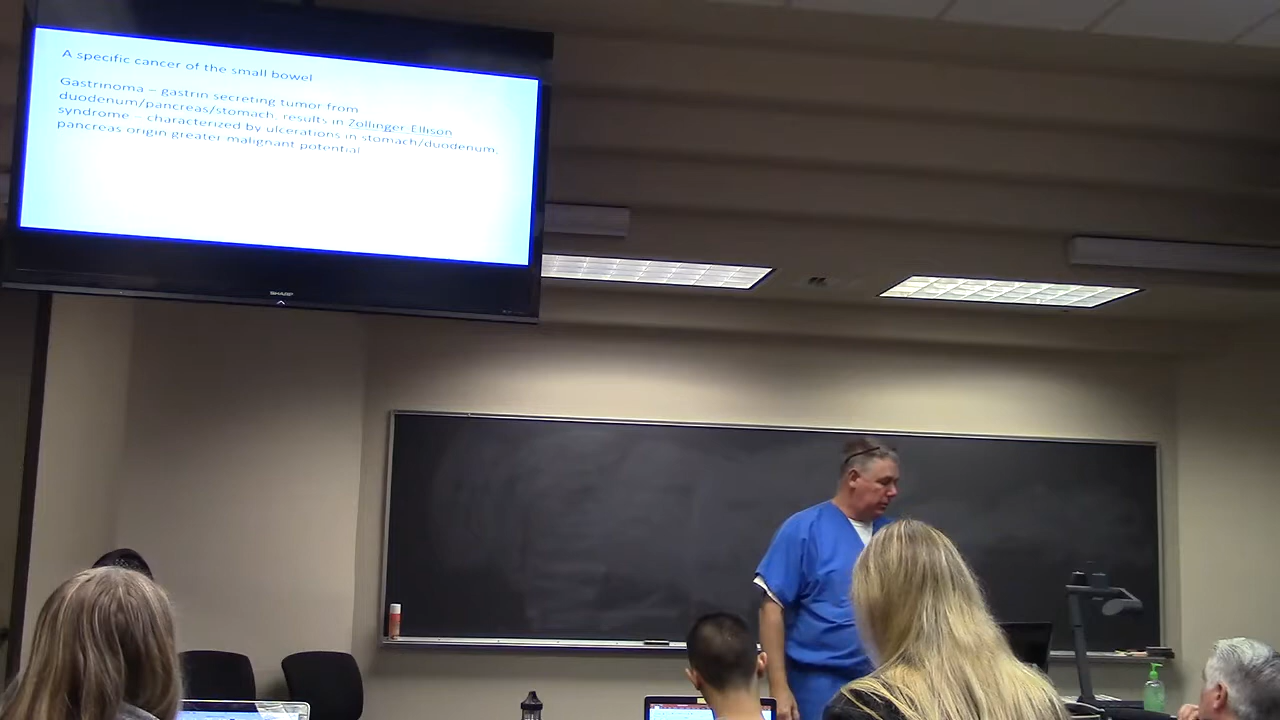 A specific cancer of the small bowel
Gastrinoma – gastrin secreting tumor from
duodenum/pancreas/stomach, results in Zollinger Ellison
syndrome – characterized by ulcerations in stomach/duodenum,
pancreas origin greater malignant potential
SHARP